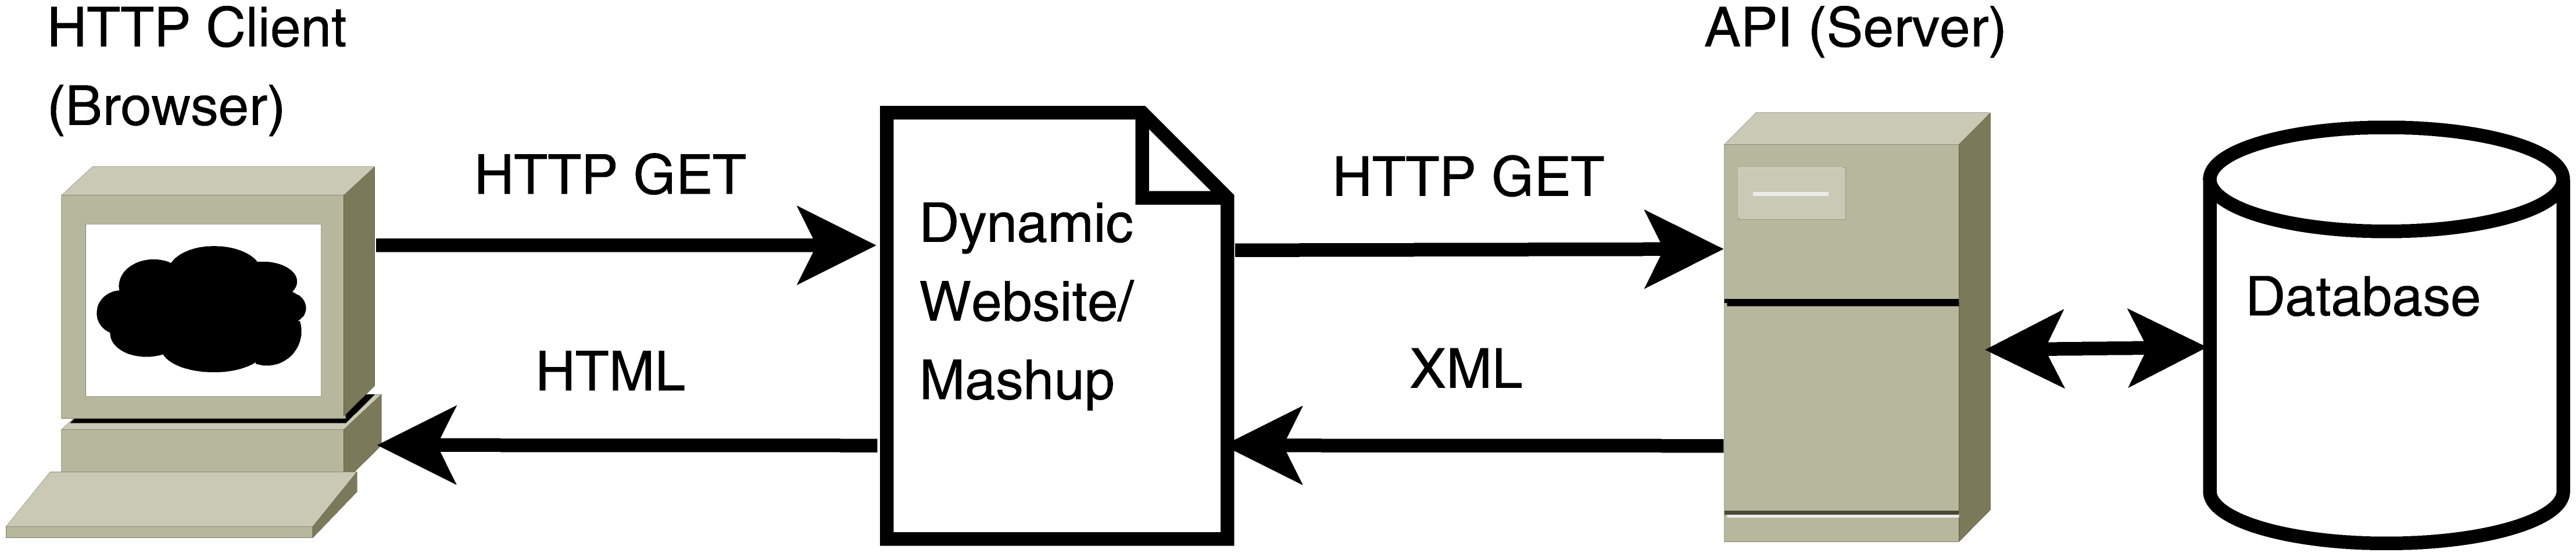 HTTP Client
(Browser)
HTTP GET
HTML
Dynamic
Website/
Mashup
HTTP GET
XML
API (Server)
Database